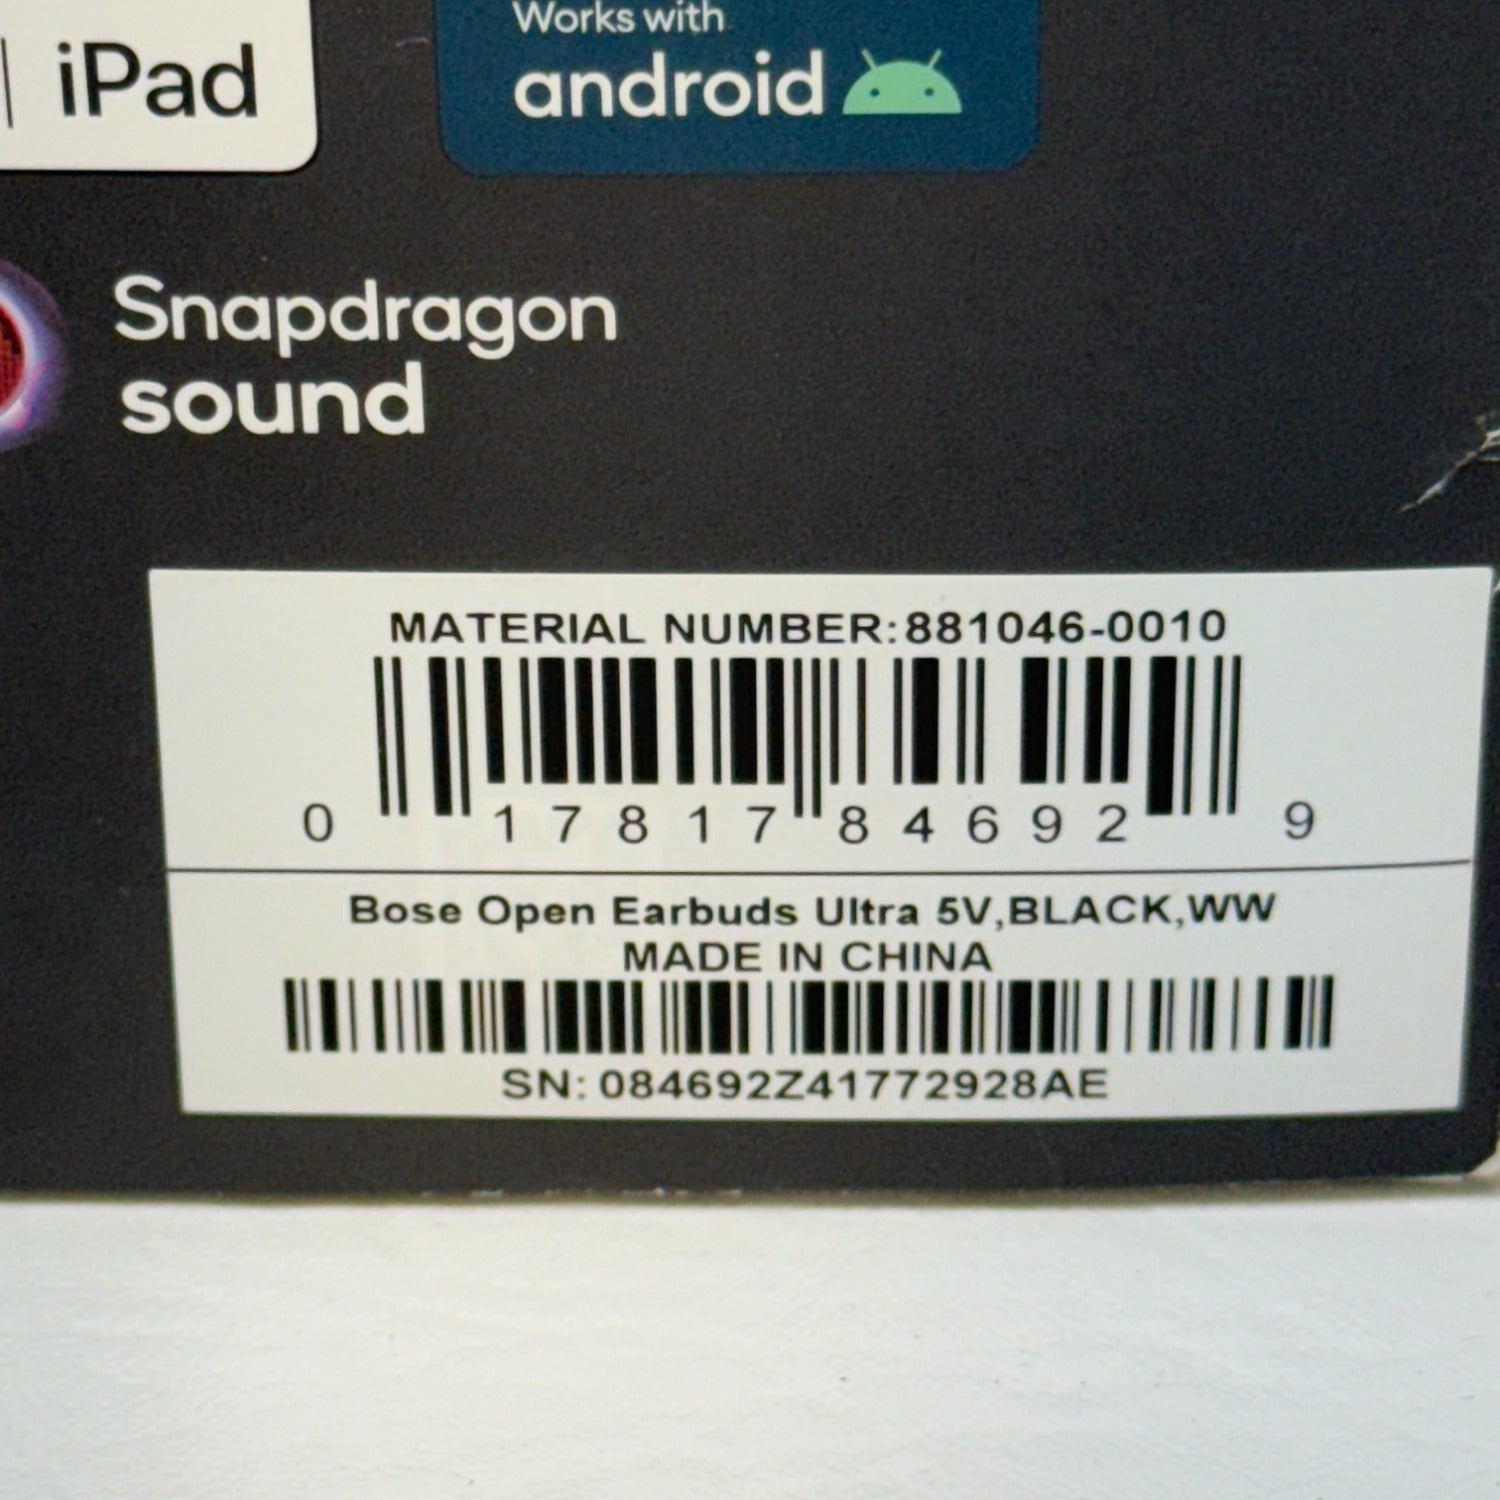 iPad
Works with
android
Snapdragon
sound
MATERIAL NUMBER:881046-0010
0 17817 84692 9
Bose Open Earbuds Ultra 5V,BLACK,WW
MADE IN CHINA
SN: 084692Z41772928AE